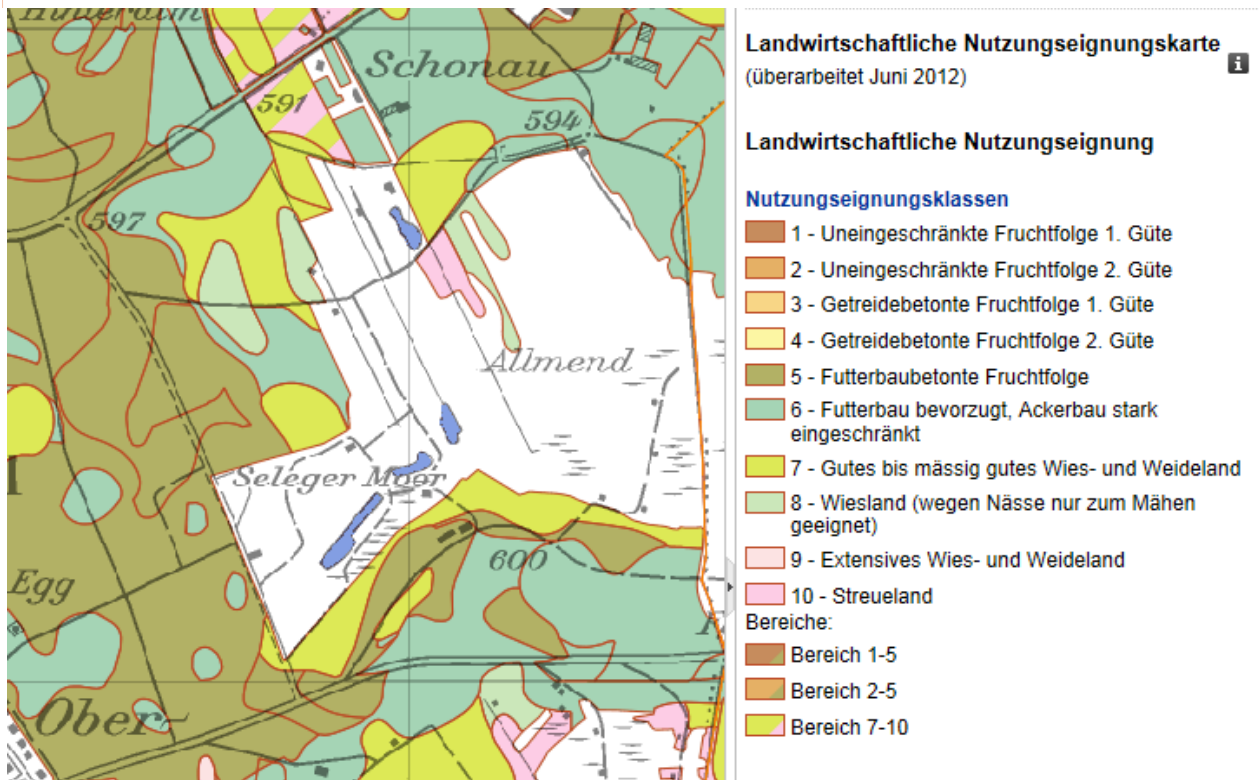 Schonau
591
594
597
Allmend
Seleger Moor
600
Egg
Ober-
Landwirtschaftliche Nutzungseignungskarte
(überarbeitet Juni 2012)
i
Landwirtschaftliche Nutzungseignung
Nutzungseignungsklassen
1 - Uneingeschränkte Fruchtfolge 1. Güte
2 - Uneingeschränkte Fruchtfolge 2. Güte
3 - Getreidebetonte Fruchtfolge 1. Güte
4 - Getreidebetonte Fruchtfolge 2. Güte
5 - Futterbaubetonte Fruchtfolge
6 - Futterbau bevorzugt, Ackerbau stark
eingeschränkt
7 - Gutes bis mässig gutes Wies- und Weideland
8 - Wiesland (wegen Nässe nur zum Mähen
geeignet)
9 - Extensives Wies- und Weideland
10 - Streueland
Bereiche:
Bereich 1-5
Bereich 2-5
Bereich 7-10